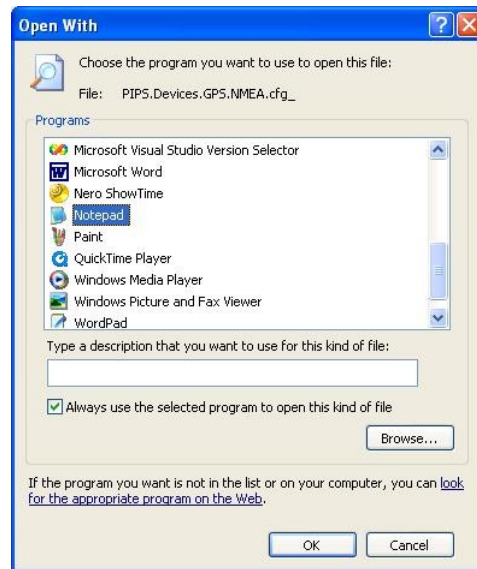 Open With
Choose the program you want to use to open this file:
File: PIPS.Devices.GPS.NMEA.cfg_
Programs
Microsoft Visual Studio Version Selector
Microsoft Word
Nero ShowTime
Notepad
Paint
QuickTime Player
Windows Media Player
Windows Picture and Fax Viewer
WordPad
Type a description that you want to use for this kind of file:
Always use the selected program to open this kind of file
Browse...
If the program you want is not in the list or on your computer, you can look
for the appropriate program on the Web.
OK Cancel